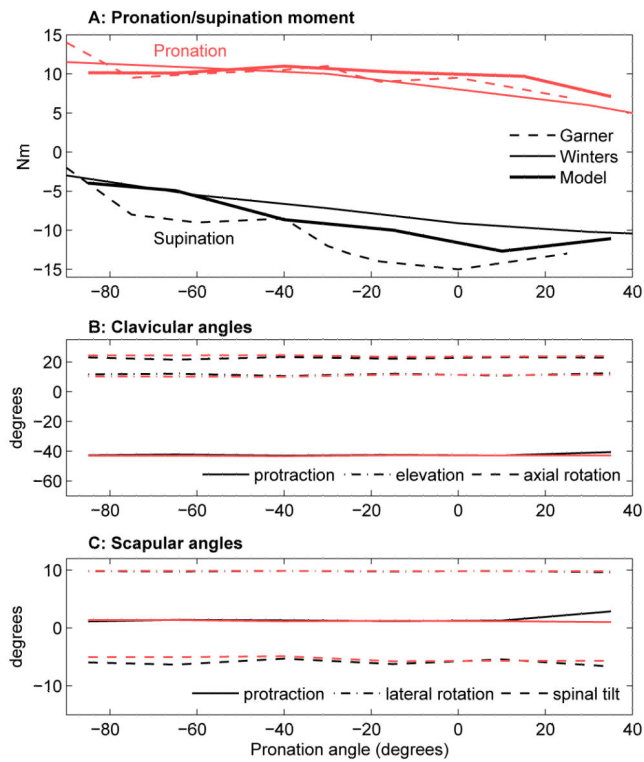 A: Pronation/supination moment
15
10
5
0
−5
−10
−15
Nm
Pronation
Supination
Garner
Winters
Model
−80 −60 −40 −20 0 20 40
B: Clavicular angles
20
0
−20
−40
−60
degrees
protraction elevation axial rotation
−80 −60 −40 −20 0 20 40
C: Scapular angles
10
0
−10
degrees
protraction lateral rotation spinal tilt
−80 −60 −40 −20 0 20 40
Pronation angle (degrees)